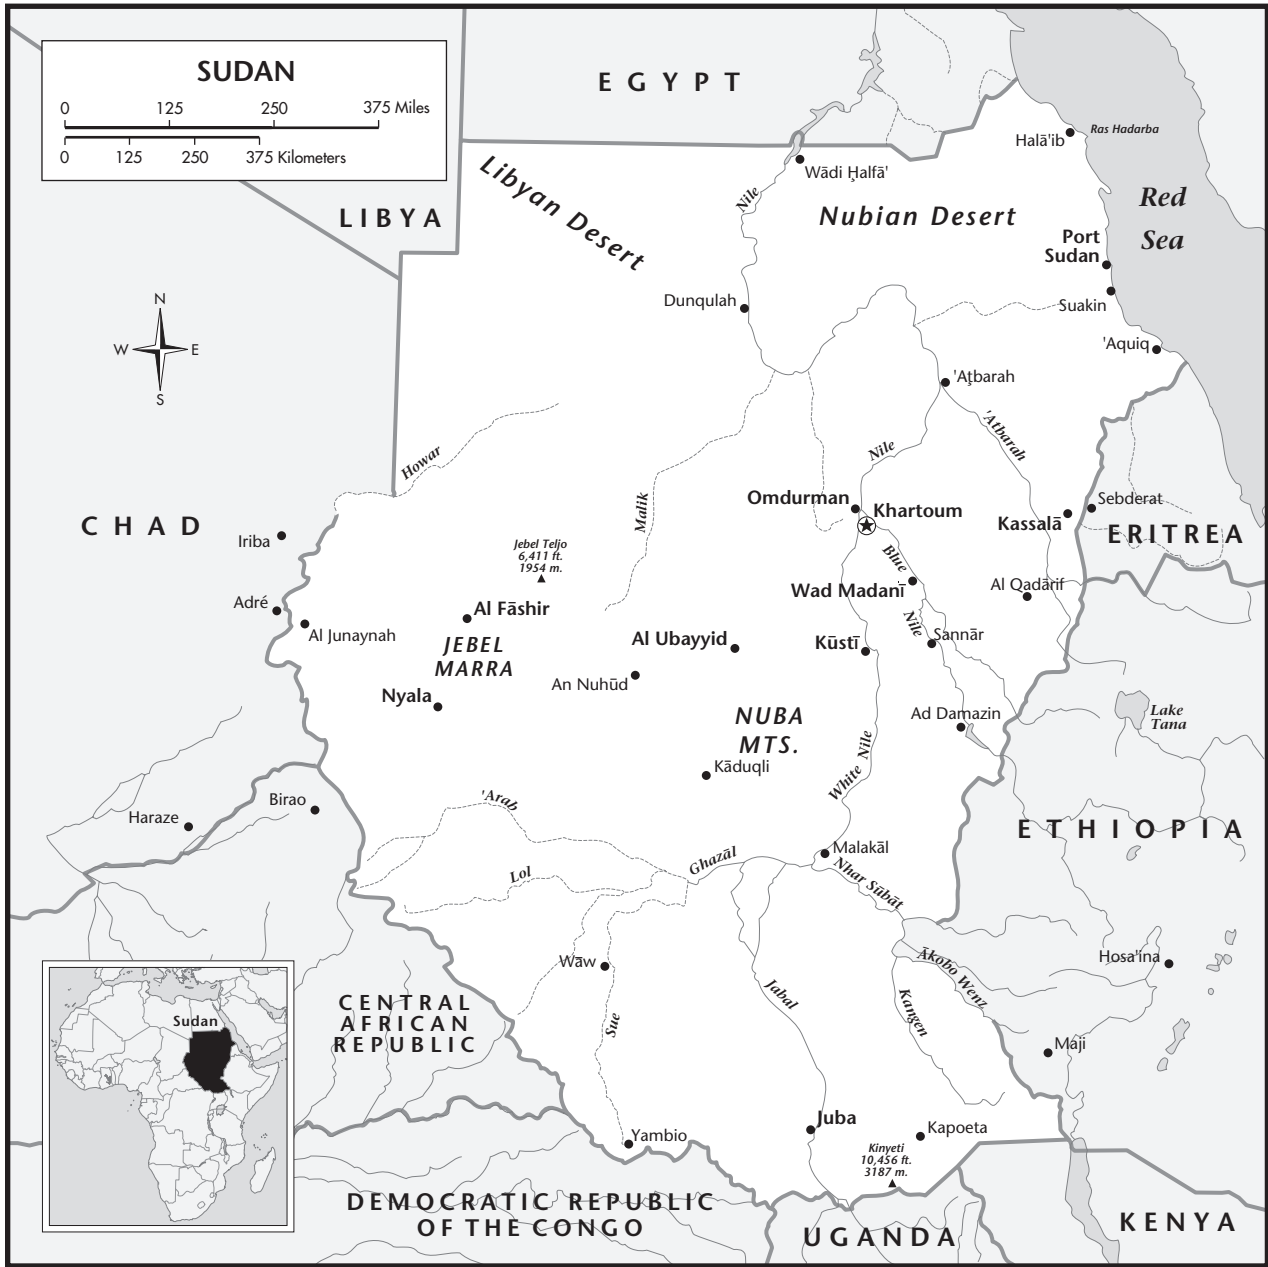 SUDAN
0 125 250 375 Miles
0 125 250 375 Kilometers
EGYPT
LIBYA
Libyan Desert
Nile
Wādi Ḩalfā'
Nubian Desert
Halā'ib
Ras Hadarba
Red
Sea
Port
Sudan
Suakin
'Aquiq
Dunqulah
N
W E
S
'Aţbarah
'Atbarah
Nile
Howar
Malik
CHAD
Omdurman
Khartoum
Kassalā
Sebderat
ERITREA
Iriba
Jebel Teljo
6,411 ft.
1954 m.
Blue
Nile
Wad Madanī
Al Qadārif
Adré
Al Junaynah
Al Fāshir
JEBEL
MARRA
Al Ubayyid
Kūstī
Sannār
An Nuhūd
Nyala
NUBA
MTS.
Ad Damazin
Lake
Tana
White Nile
Kāduqli
Birao
Haraze
'Arab
ETHIOPIA
Malakāl
Ghazāl
Lol
Nhar Sūbāt
Waw
Ākobo Wenz
Hosa'ina
Jabal
Kangen
Sue
CENTRAL
AFRICAN
REPUBLIC
Sudan
Maji
Juba
Kapoeta
Yambio
Kinyeti
10,456 ft.
3187 m.
DEMOCRATIC REPUBLIC
OF THE CONGO
UGANDA
KENYA